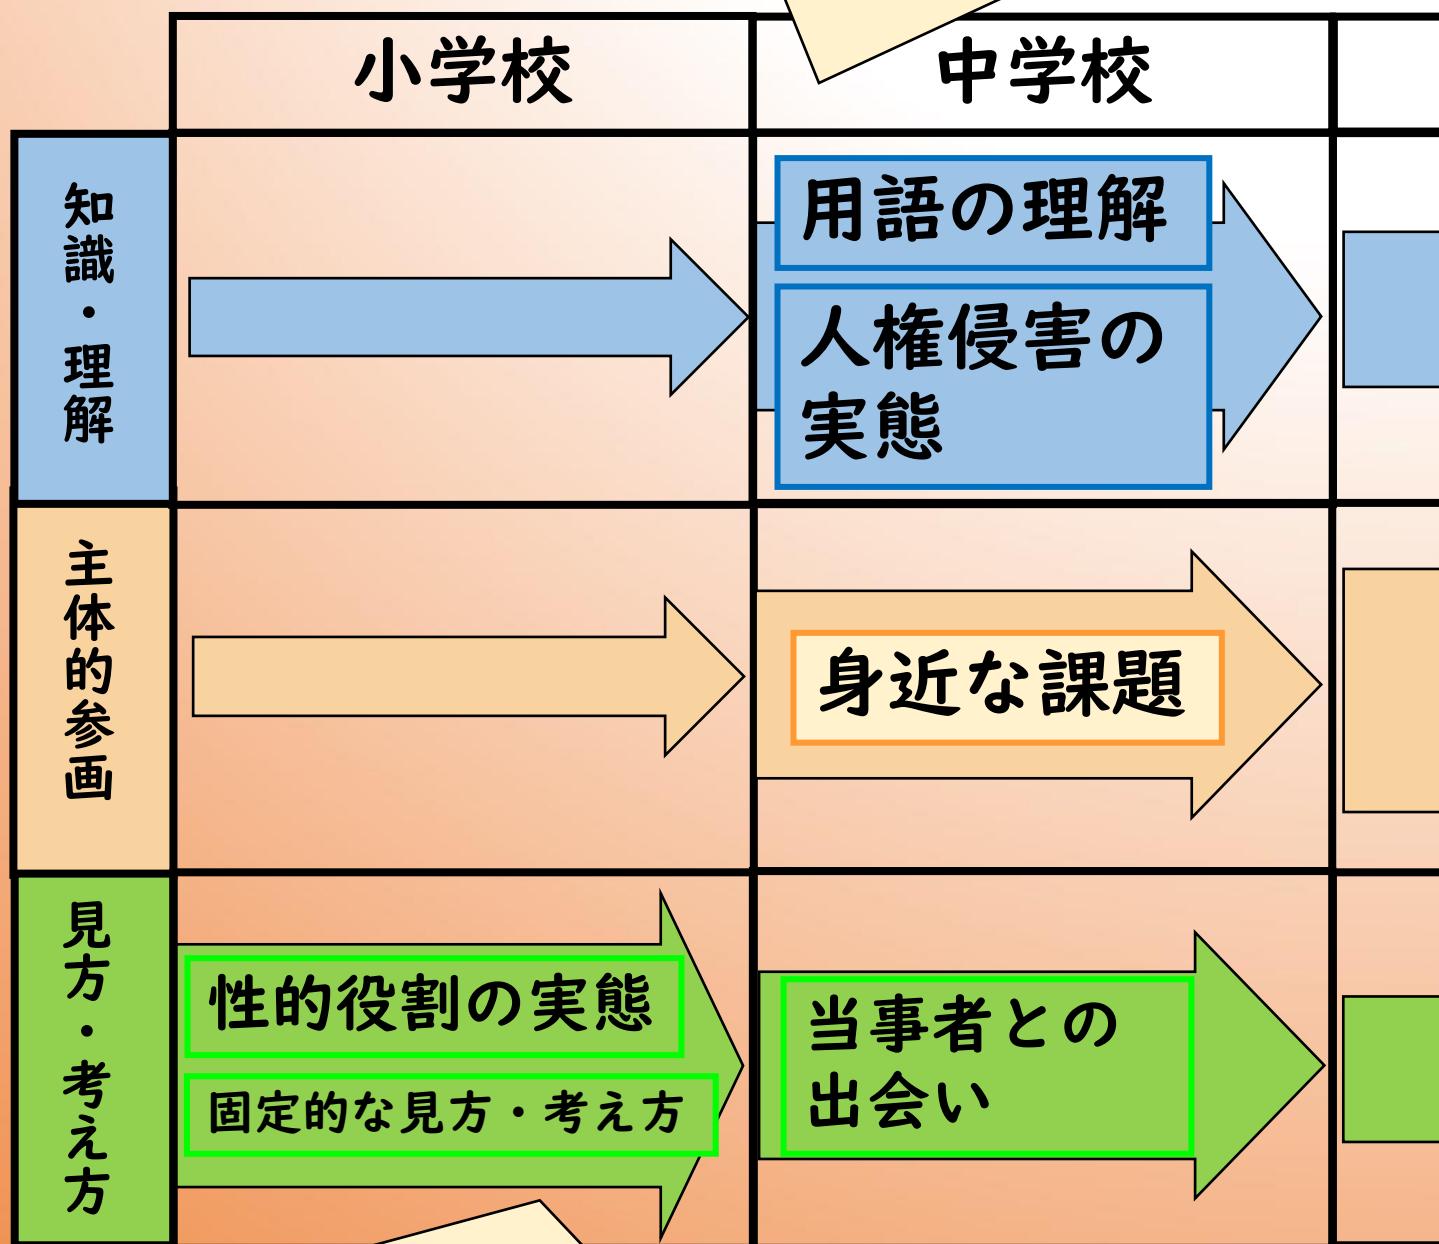 小学校
中学校
知識・理解
用語の理解
人権侵害の
実態
主体的参画
身近な課題
見方・考え方
性的役割の実態
固定的な見方・考え方
当事者との
出会い